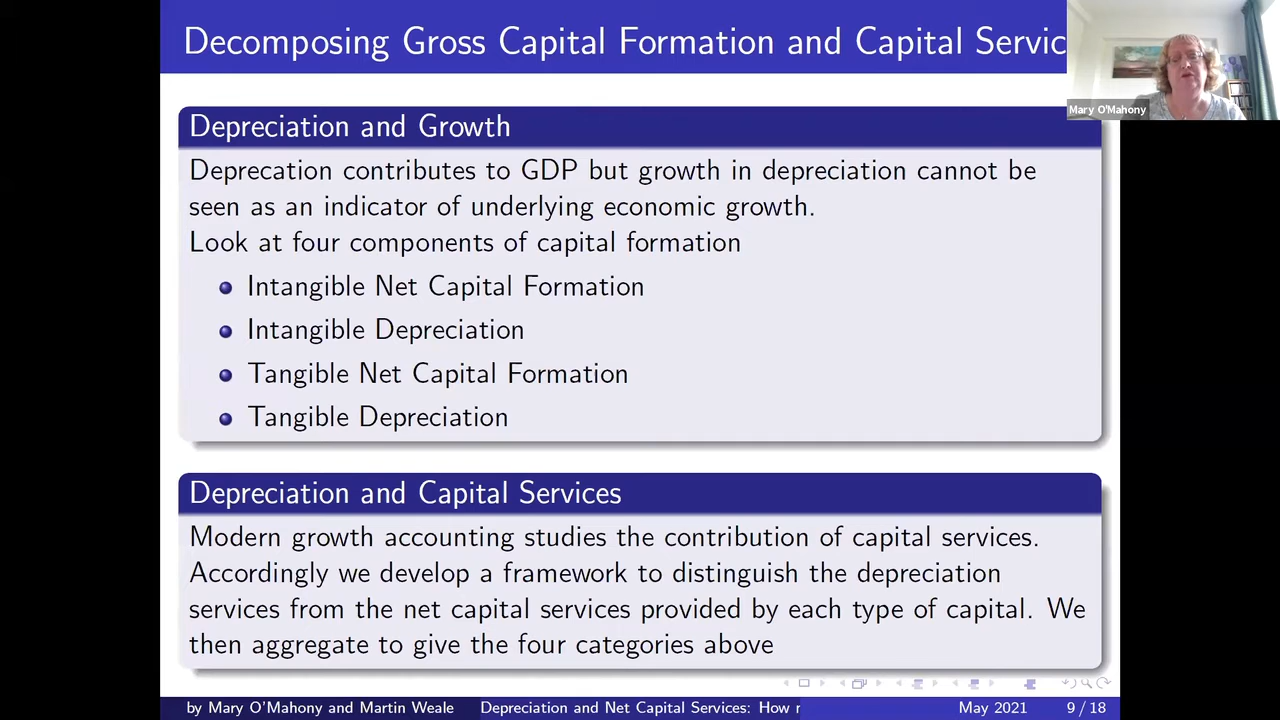 Decomposing Gross Capital Formation and Capital Servic
Mary O'Mahony
Depreciation and Growth
Deprecation contributes to GDP but growth in depreciation cannot be
seen as an indicator of underlying economic growth.
Look at four components of capital formation
Intangible Net Capital Formation
Intangible Depreciation
Tangible Net Capital Formation
Tangible Depreciation
Depreciation and Capital Services
Modern growth accounting studies the contribution of capital services.
Accordingly we develop a framework to distinguish the depreciation
services from the net capital services provided by each type of capital. We
then aggregate to give the four categories above
by Mary O'Mahony and Martin Weale Depreciation and Net Capital Services: How May 2021 9 / 18